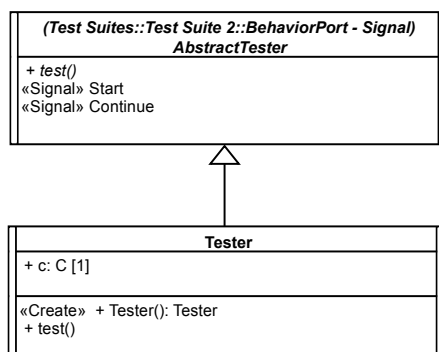 (Test Suites::Test Suite 2::BehaviorPort - Signal)
AbstractTester
+ test()
«Signal» Start
«Signal» Continue
Tester
+ c: C [1]
«Create» + Tester(): Tester
+ test()